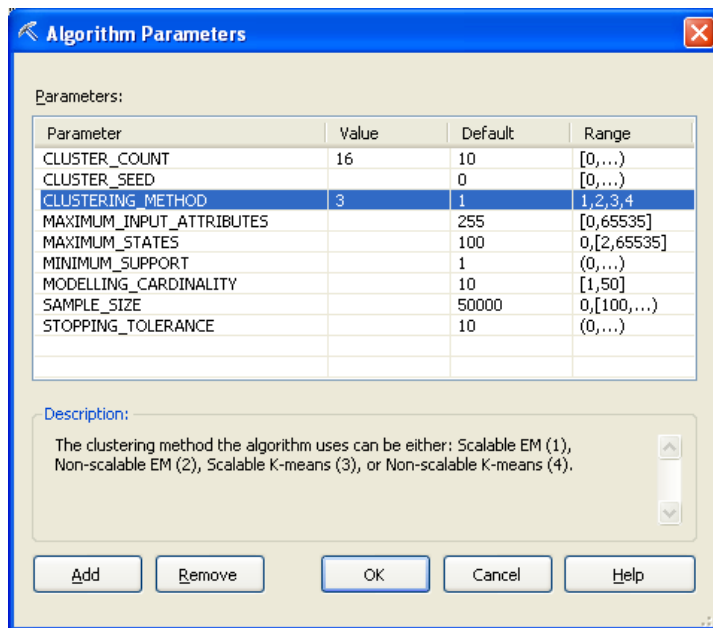 Algorithm Parameters
Parameters:
Parameter Value Default Range
CLUSTER_COUNT 16 10 [0,...)
CLUSTER_SEED 0 [0,...)
CLUSTERING_METHOD 3 1 1,2,3,4
MAXIMUM_INPUT_ATTRIBUTES 255 [0,65535]
MAXIMUM_STATES 100 0,[2,65535]
MINIMUM_SUPPORT 1 (0,...)
MODELLING_CARDINALITY 10 [1,50]
SAMPLE_SIZE 50000 0,[100,...)
STOPPING_TOLERANCE 10 (0,...)
Description:
The clustering method the algorithm uses can be either: Scalable EM (1),
Non-scalable EM (2), Scalable K-means (3), or Non-scalable K-means (4).
Add Remove OK Cancel Help